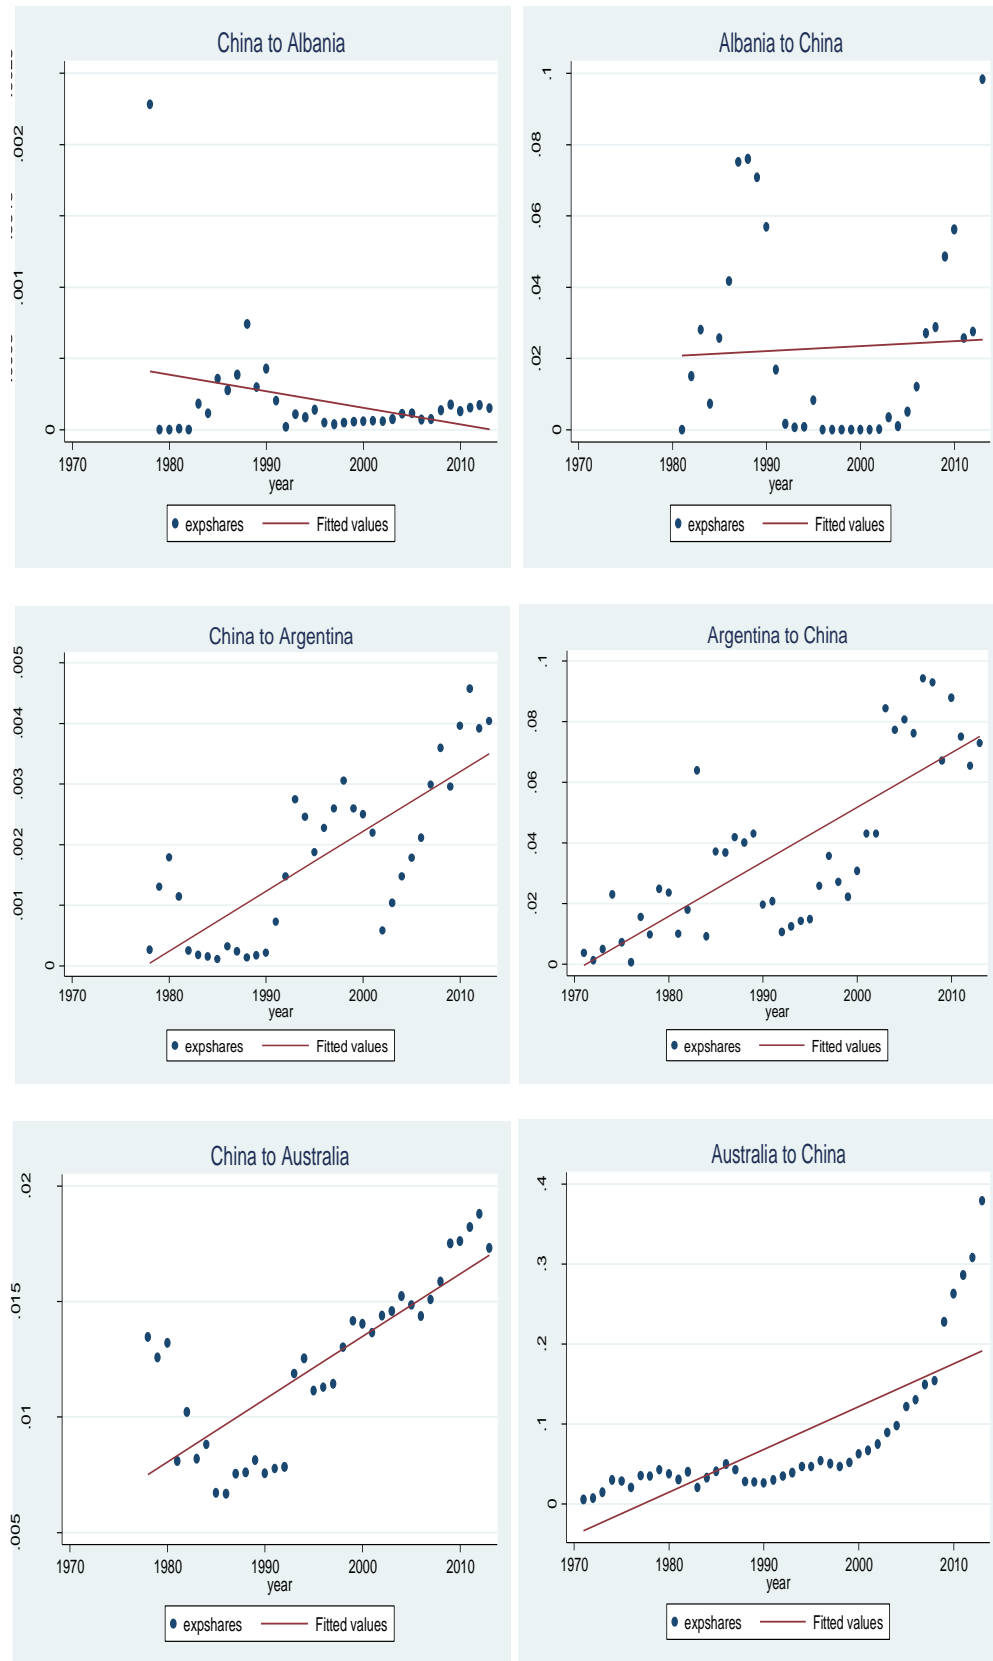 China to Albania
.002
.001
0
1970 1980 1990 2000 2010
year
expshares Fitted values
Albania to China
.1
.08
.06
.04
.02
0
1970 1980 1990 2000 2010
year
expshares Fitted values
China to Argentina
.005
.004
.003
.002
.001
0
1970 1980 1990 2000 2010
year
expshares Fitted values
Argentina to China
.1
.08
.06
.04
.02
0
1970 1980 1990 2000 2010
year
expshares Fitted values
China to Australia
.02
.015
.01
.005
1970 1980 1990 2000 2010
year
expshares Fitted values
Australia to China
.4
.3
.2
.1
0
1970 1980 1990 2000 2010
year
expshares Fitted values